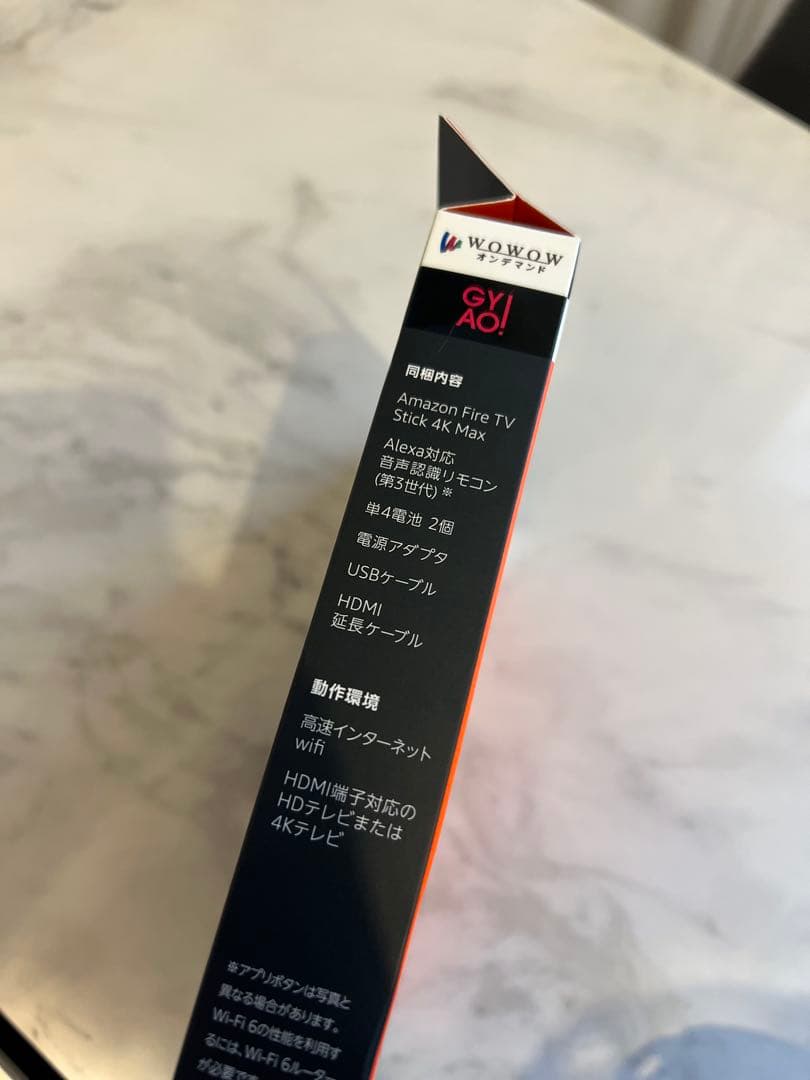 WOWOW
オンデマンド
GY
AO!
同梱内容
Amazon Fire TV
Stick 4K Max
Alexa対応
音声認識リモコン
(第3世代) ※
単4電池 2個
電源アダプタ
USBケーブル
HDMI
延長ケーブル
動作環境
高速インターネット
wifi
HDMI端子対応の
HDテレビまたは
4Kテレビ
※アプリボタンは写真と
異なる場合があります。
Wi-Fi 6の性能を利用す
るには、Wi-Fi 6ルーター
が必要です